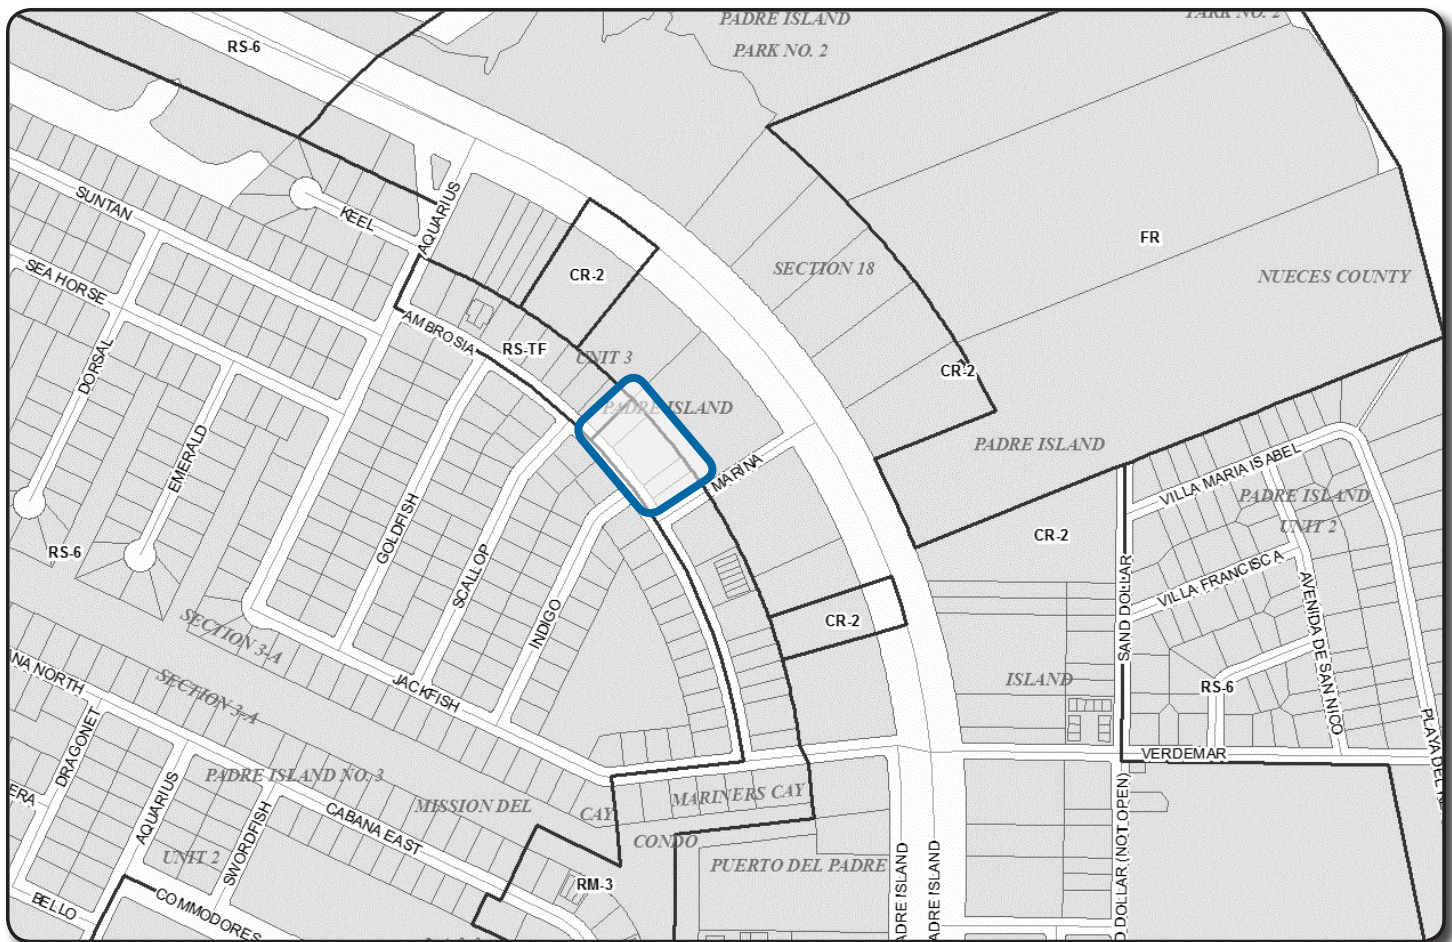 PADRE ISLAND
PARK NO. 2
PARK NO. 2
RS-6
SUNTAN
KEEL
AQUARIUS
SEA HORSE
CR-2
SECTION 18
FR
NUECES COUNTY
AMBROSIA
RS-TF
UNIT 3
DORSAL
CR-2
PADRE ISLAND
EMERALD
MARINA
PADRE ISLAND
VILLA MARIA ISABEL
PADRE ISLAND
UNIT 2
GOLDFISH
RS-6
CR-2
SCALLOP
VILLA FRANCISCA
INDIGO
CR-2
SAND DOLLAR
AVENIDA DE SAN NICO
SECTION 3-A
SECTION 3-A
ANA NORTH
JACKFISH
ISLAND
RS-6
DRAGONET
VERDEMAR
PLAYA DEL
PADRE ISLAND NO. 3
MISSION DEL
CAY
MARINERS CAY
ERA
AQUARIUS
SWORDFISH
CABANA EAST
CONDO
UNIT 2
PUERTO DEL PADRE
RM-3
ADRE ISLAND
ADRE ISLAND
D DOLLAR (NOT OPEN)
BELLO
COMMODORES